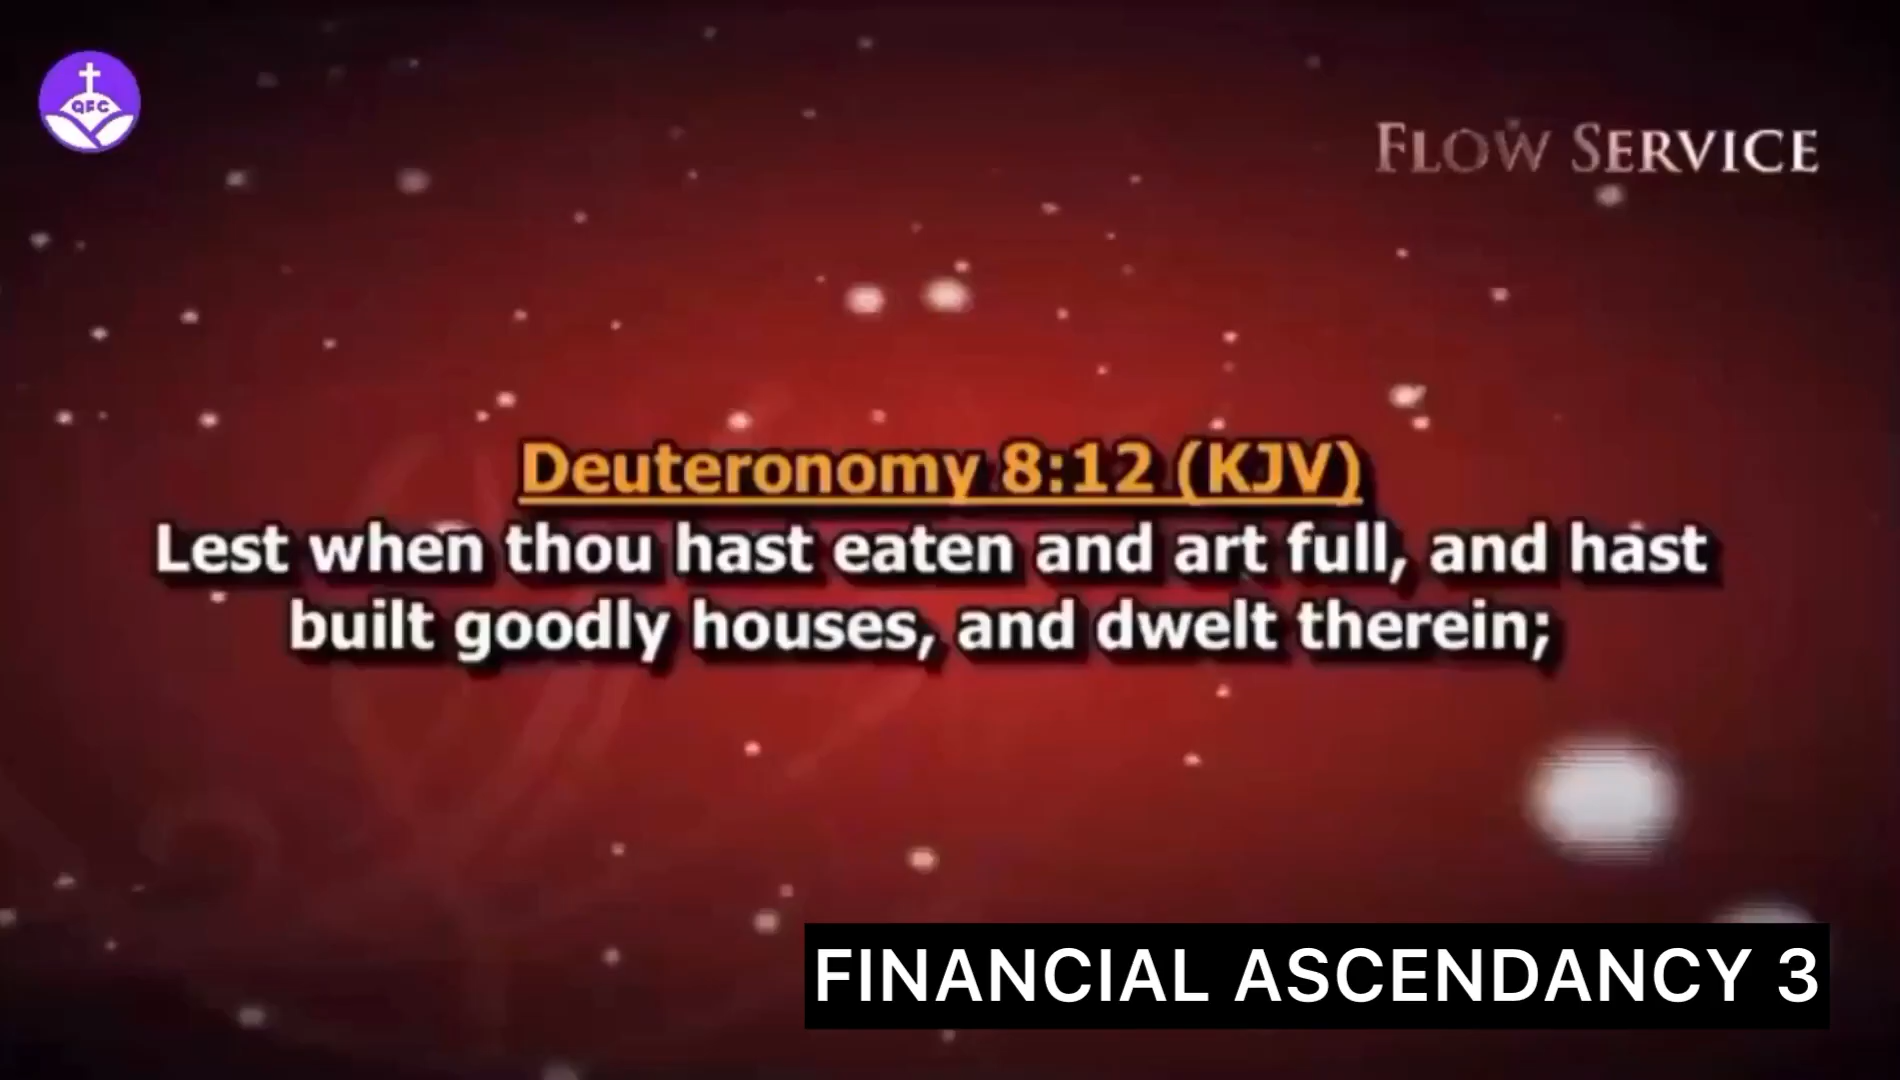 QFC
FLOW SERVICE
Deuteronomy 8:12 (KJV)
Lest when thou hast eaten and art full, and hast
built goodly houses, and dwelt therein;
FINANCIAL ASCENDANCY 3